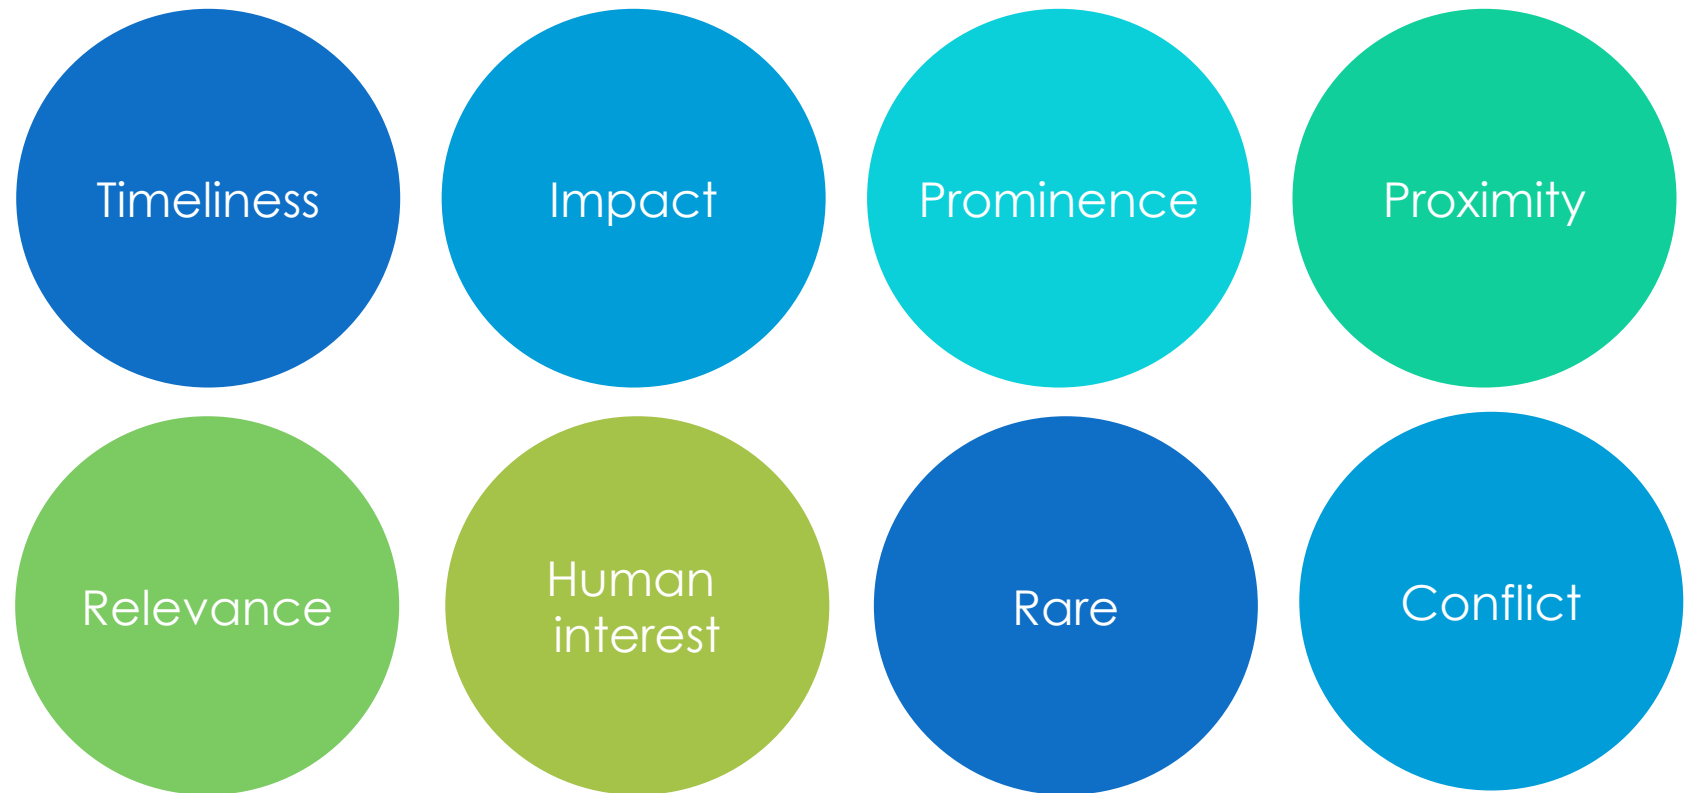 Timeliness
Impact
Prominence
Proximity
Relevance
Human
interest
Rare
Conflict